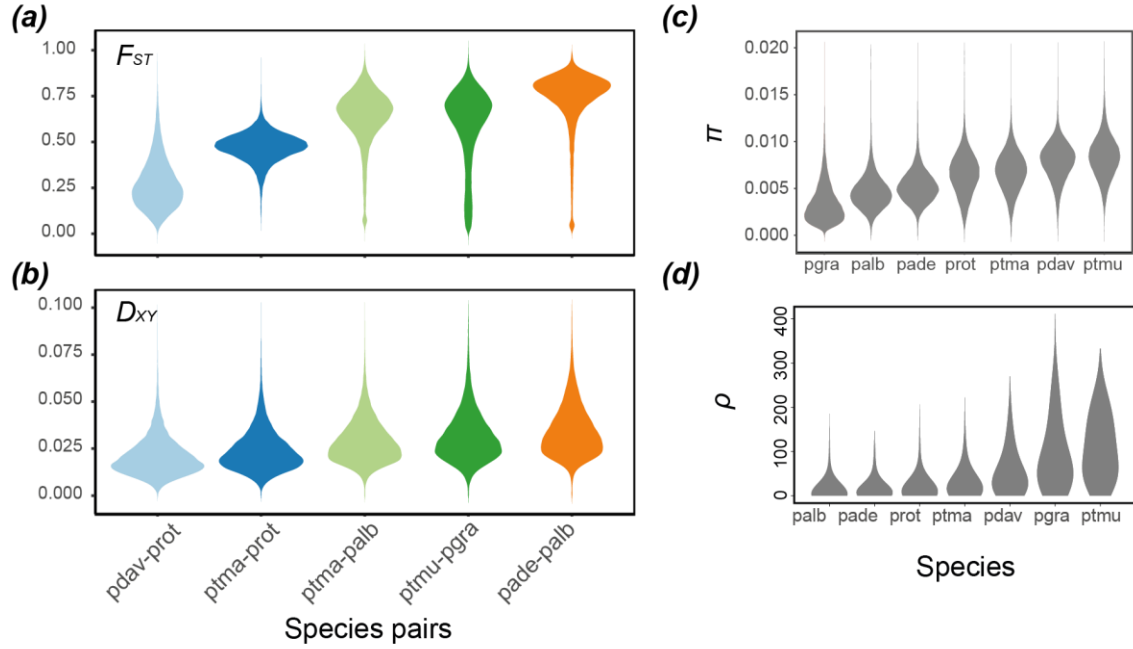 (a)
F_ST
1.00
0.75
0.50
0.25
0.00
(b)
D_XY
0.100
0.075
0.050
0.025
0.000
pdav-prot
ptma-prot
ptma-palb
ptmu-pgra
pade-palb
Species pairs
(c)
π
0.020
0.015
0.010
0.005
0.000
pgra palb pade prot ptma pdav ptmu
(d)
ρ
400
300
200
100
0
palb pade prot ptma pdav pgra ptmu
Species